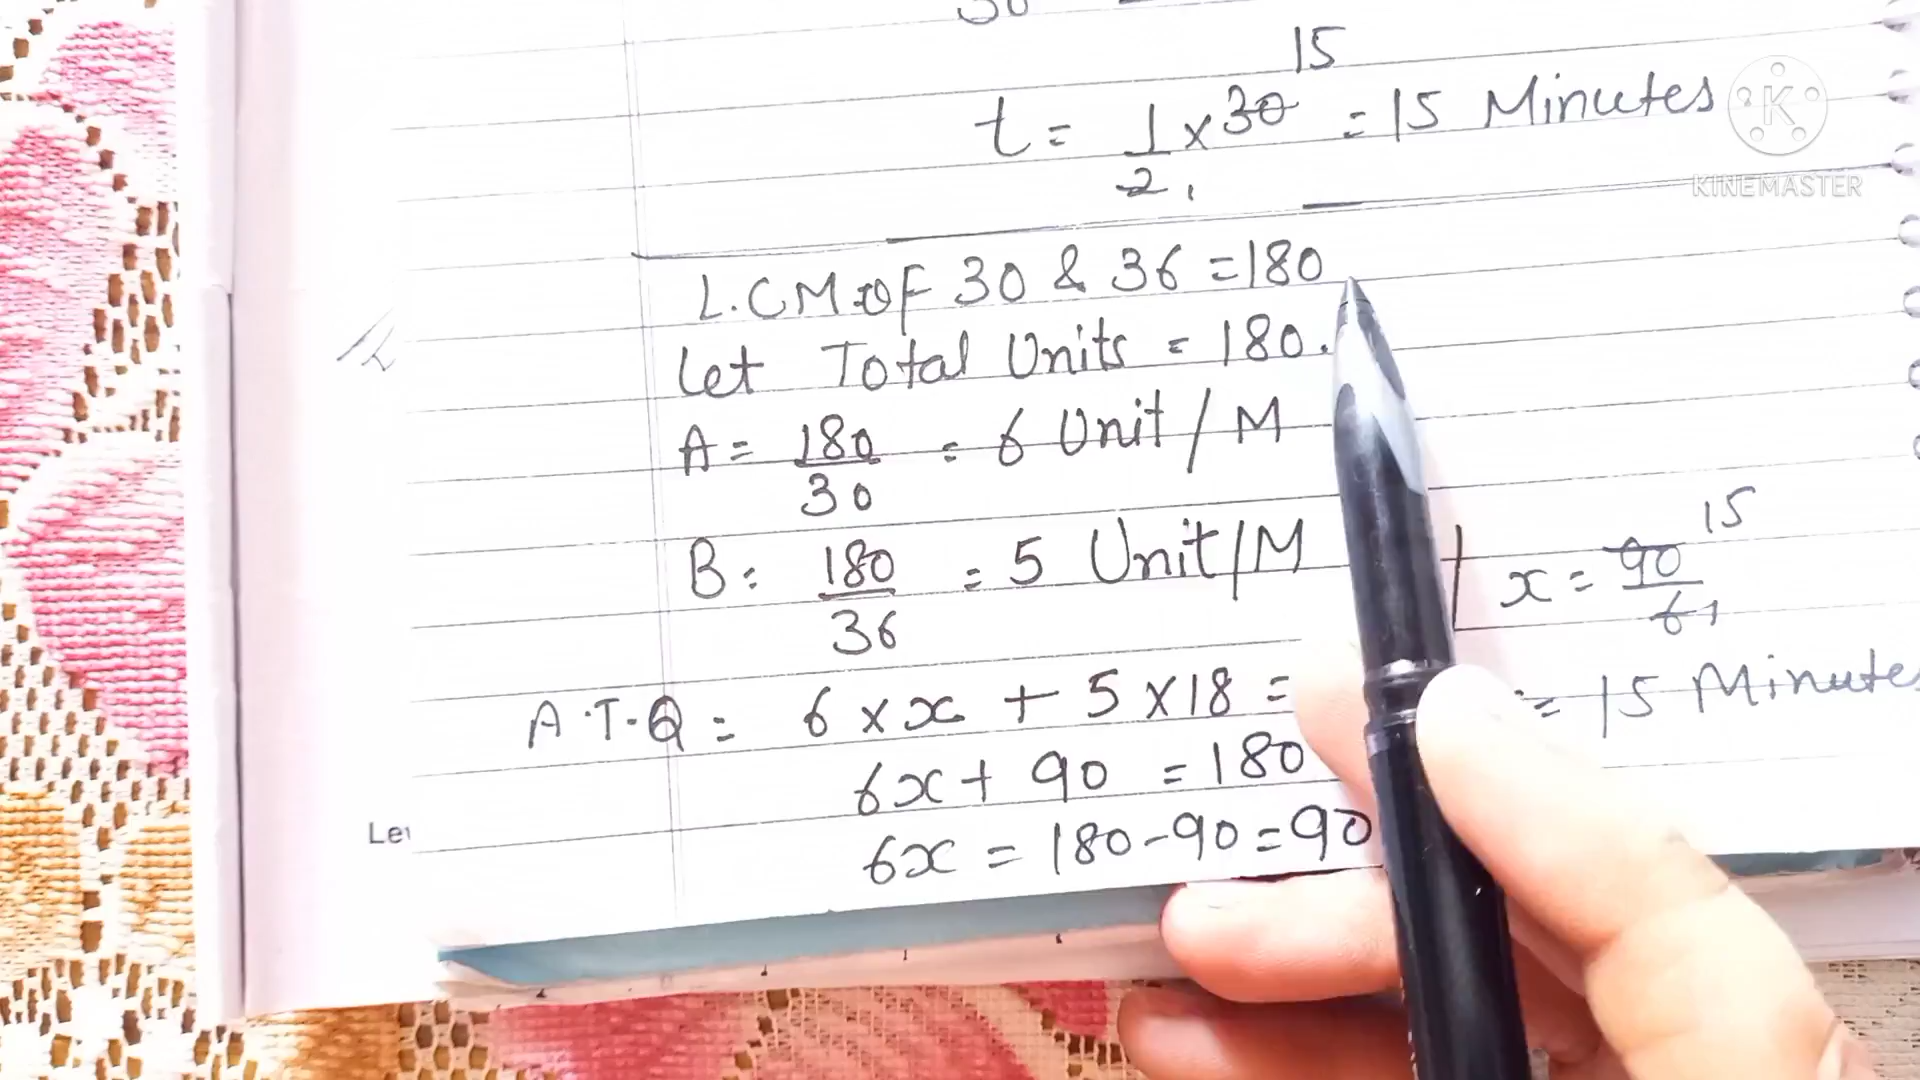 15
t = 1/2 × 30 = 15 Minutes
KINEMASTER
L.C.M OF 30 & 36 = 180
Let Total Units = 180.
A = 180/30 = 6 Unit / M
B = 180/36 = 5 Unit/M
A.T.Q = 6 × x + 5 × 18 =
6x + 90 = 180
6x = 180 - 90 = 90
15
x = 90/6 1
= 15 Minutes